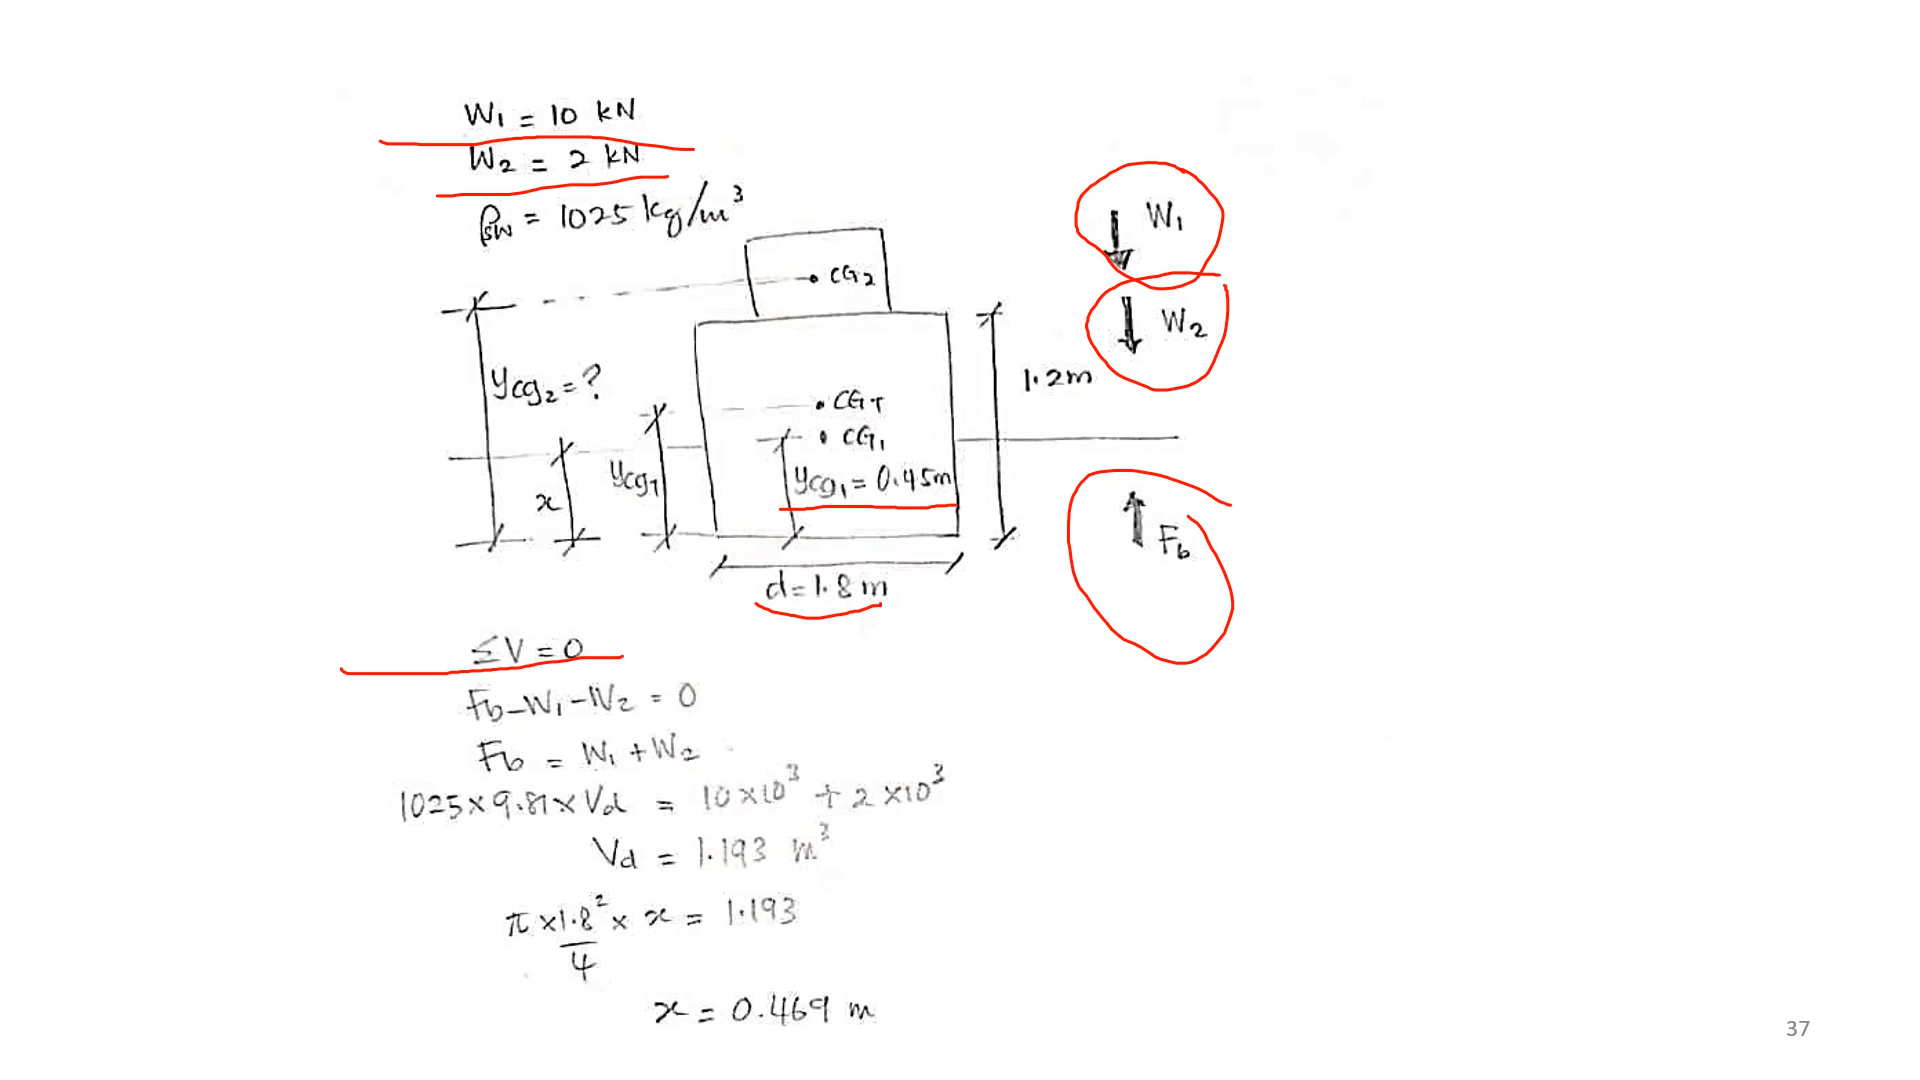 W₁ = 10 kN
W₂ = 2 kN
ρsw = 1025 kg/m³
W₁
CG₂
W₂
ycg₂ = ?
1.2m
CGT
CG₁
ycgT
ycg₁ = 0.45m
x
Fb
d = 1.8 m
ΣV = 0
Fb - W₁ - W₂ = 0
Fb = W₁ + W₂
1025 × 9.81 × Vd = 10 × 10³ + 2 × 10³
Vd = 1.193 m³
π × 1.8² × x = 1.193
4
x = 0.469 m
37